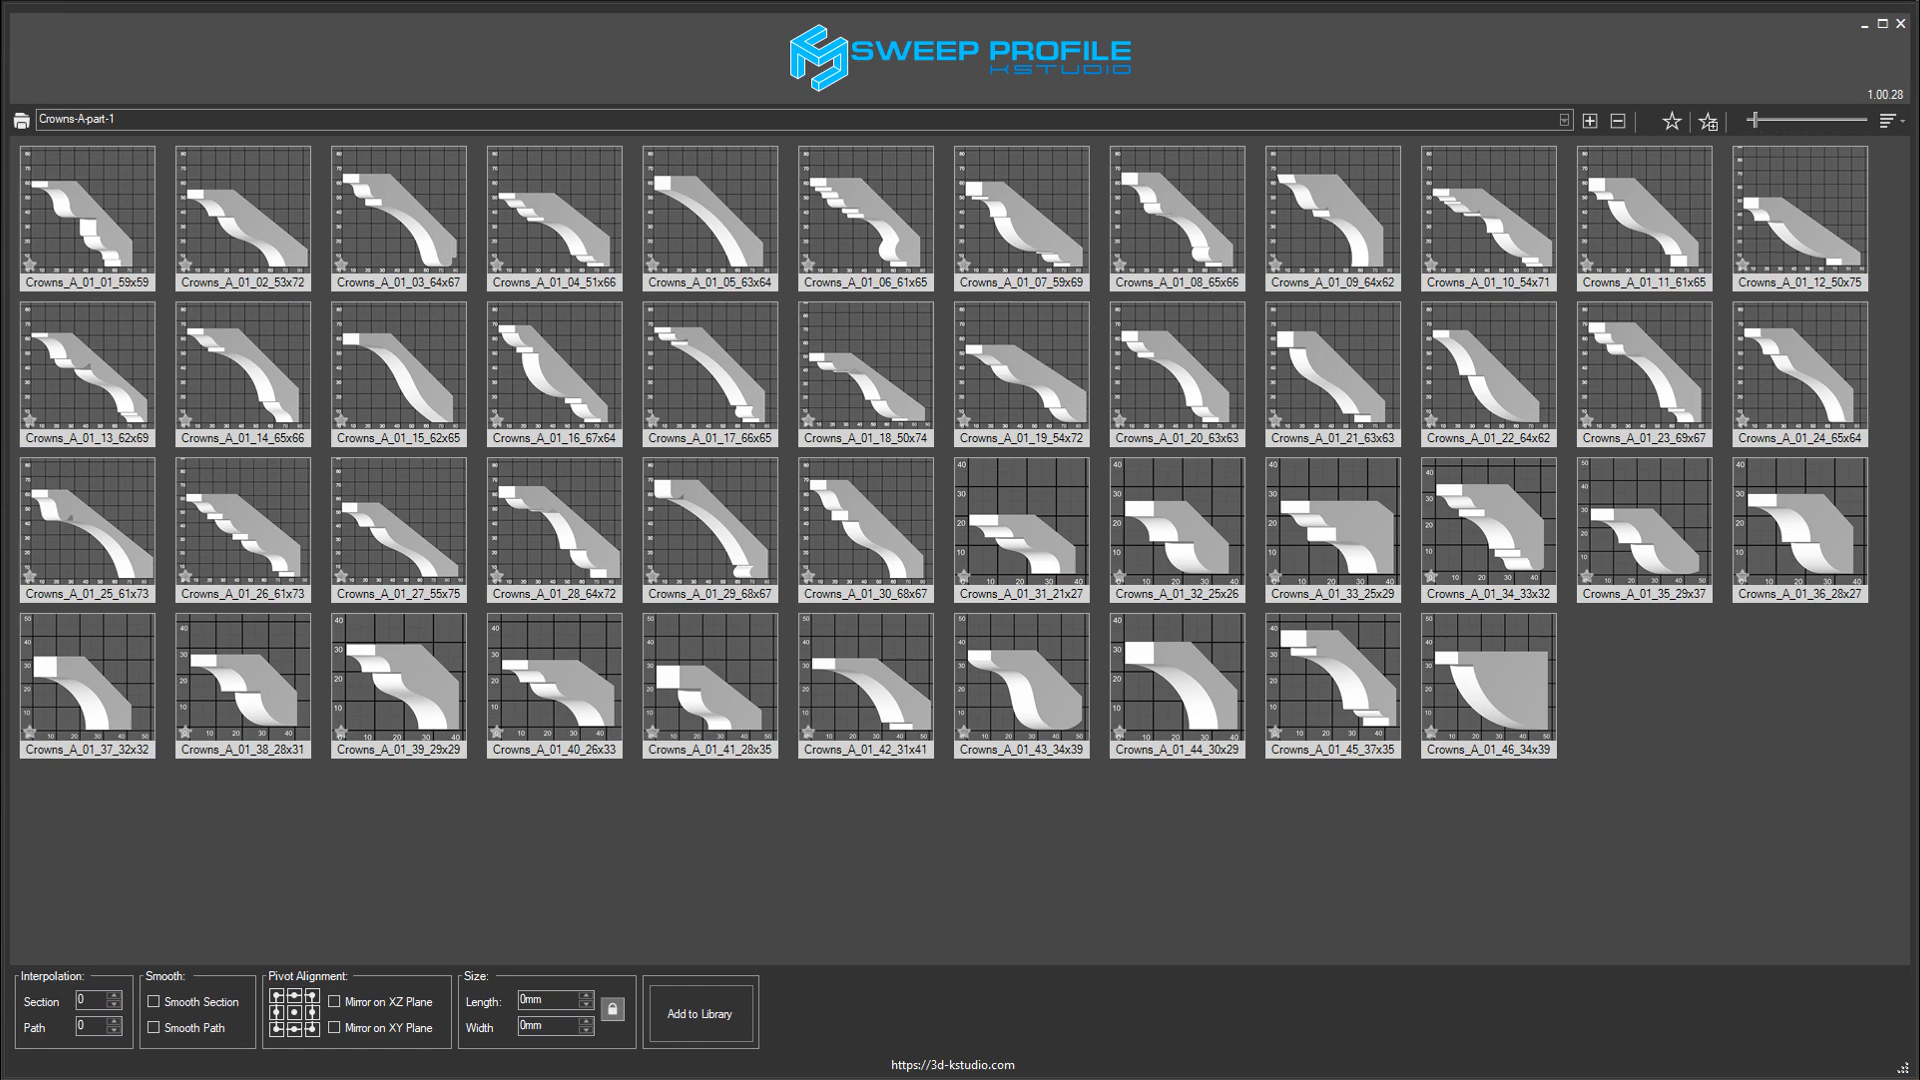 SWEEP PROFILE
KSTUDIO
1.00.28
Crowns-A-part-1
Crowns_A_01_01_59x59
Crowns_A_01_02_53x72
Crowns_A_01_03_64x67
Crowns_A_01_04_51x66
Crowns_A_01_05_63x64
Crowns_A_01_06_61x65
Crowns_A_01_07_59x69
Crowns_A_01_08_65x66
Crowns_A_01_09_64x62
Crowns_A_01_10_54x71
Crowns_A_01_11_61x65
Crowns_A_01_12_50x75
Crowns_A_01_13_62x69
Crowns_A_01_14_65x66
Crowns_A_01_15_62x65
Crowns_A_01_16_67x64
Crowns_A_01_17_66x65
Crowns_A_01_18_50x74
Crowns_A_01_19_54x72
Crowns_A_01_20_63x63
Crowns_A_01_21_63x63
Crowns_A_01_22_64x62
Crowns_A_01_23_69x67
Crowns_A_01_24_65x64
Crowns_A_01_25_61x73
Crowns_A_01_26_61x73
Crowns_A_01_27_55x75
Crowns_A_01_28_64x72
Crowns_A_01_29_68x67
Crowns_A_01_30_68x67
Crowns_A_01_31_21x27
Crowns_A_01_32_25x26
Crowns_A_01_33_25x29
Crowns_A_01_34_33x32
Crowns_A_01_35_29x37
Crowns_A_01_36_28x27
Crowns_A_01_37_32x32
Crowns_A_01_38_28x31
Crowns_A_01_39_29x29
Crowns_A_01_40_26x33
Crowns_A_01_41_28x35
Crowns_A_01_42_31x41
Crowns_A_01_43_34x39
Crowns_A_01_44_30x29
Crowns_A_01_45_37x35
Crowns_A_01_46_34x39
Interpolation:
Section 0
Path 0
Smooth:
Smooth Section
Smooth Path
Pivot Alignment:
Mirror on XZ Plane
Mirror on XY Plane
Size:
Length: 0mm
Width 0mm
Add to Library
https://3d-kstudio.com